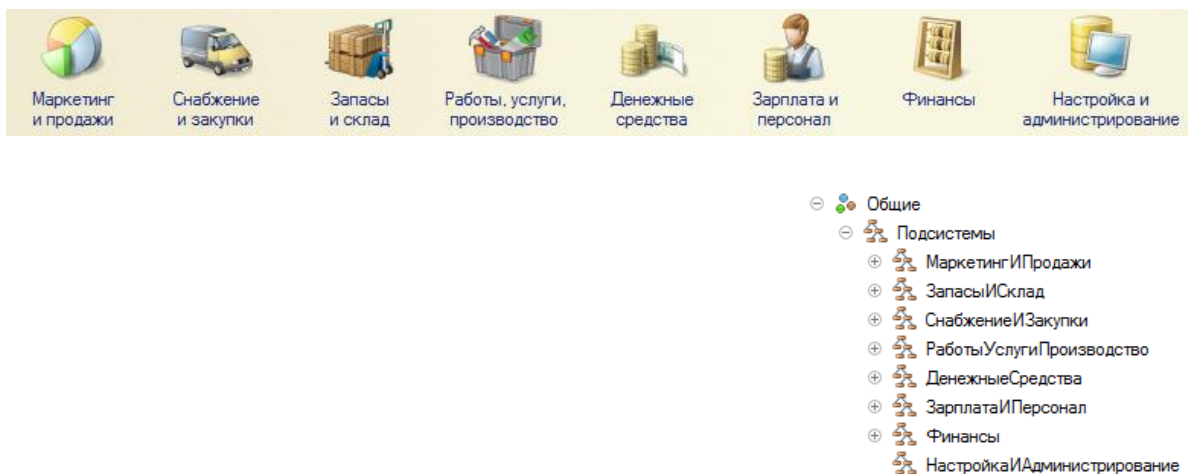 Маркетинг
и продажи
Снабжение
и закупки
Запасы
и склад
Работы, услуги,
производство
Денежные
средства
Зарплата и
персонал
Финансы
Настройка и
администрирование
Общие
Подсистемы
МаркетингИПродажи
ЗапасыИСклад
СнабжениеИЗакупки
РаботыУслугиПроизводство
ДенежныеСредства
ЗарплатаИПерсонал
Финансы
НастройкаИАдминистрирование